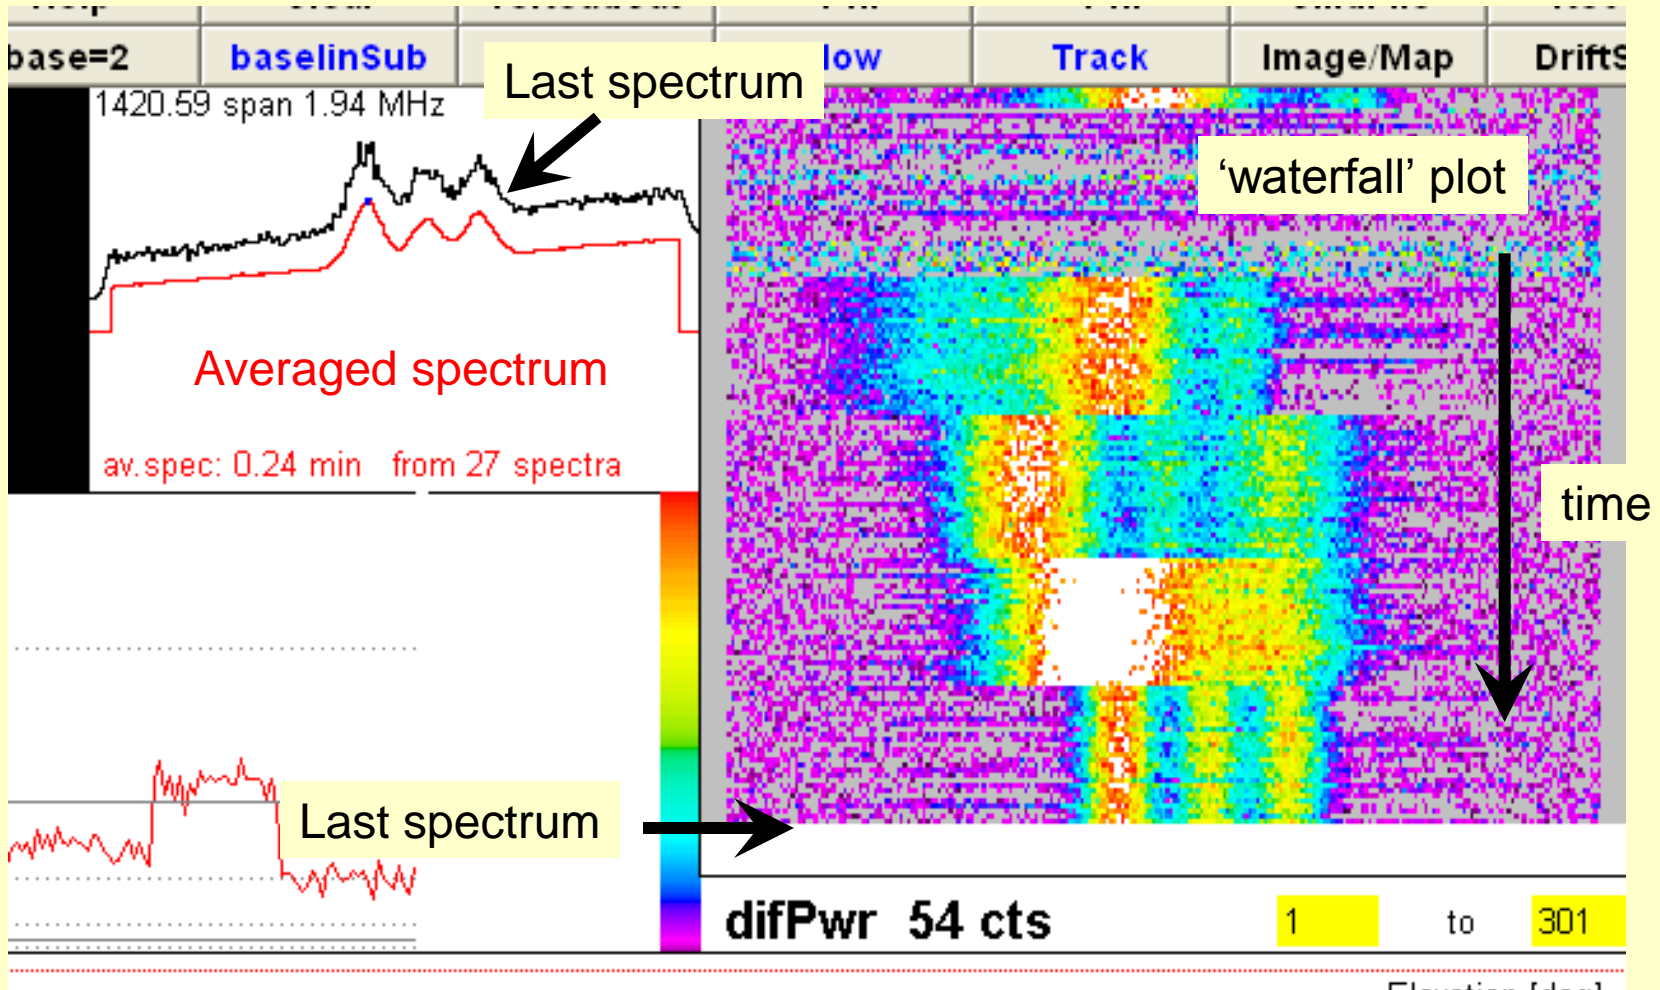 base=2
baselinSub
low
Track
Image/Map
Drift
1420.59 span 1.94 MHz
Last spectrum
'waterfall' plot
Averaged spectrum
av.spec: 0.24 min from 27 spectra
time
Last spectrum
difPwr 54 cts
1 to 301